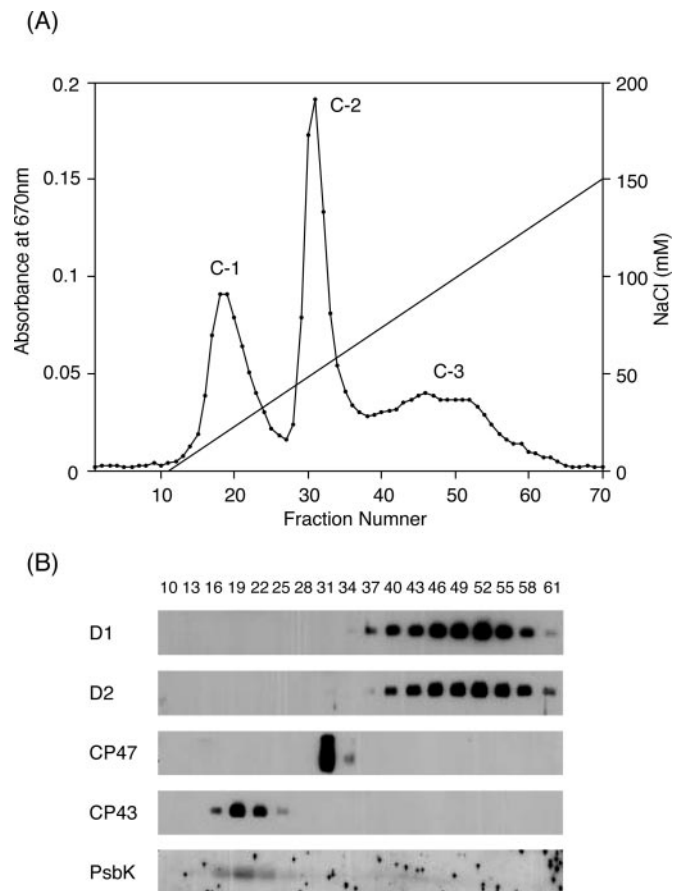 (A)
0.2
0.15
0.1
0.05
0
Absorbance at 670nm
C-1
C-2
C-3
200
150
100
50
0
NaCl (mM)
10 20 30 40 50 60 70
Fraction Numner
(B)
10 13 16 19 22 25 28 31 34 37 40 43 46 49 52 55 58 61
D1
D2
CP47
CP43
PsbK